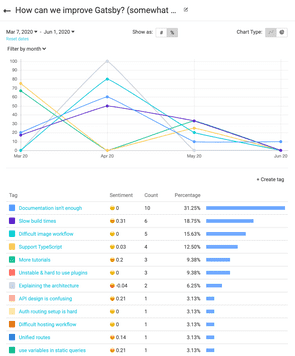 How can we improve Gatsby? (somewhat ...
Mar 7, 2020 - Jun 1, 2020
Reset dates
Show as: # %
Chart Type:
Filter by month
100
90
80
70
60
50
40
30
20
10
0
Mar 20 Apr 20 May 20 Jun 20
+ Create tag
Tag Sentiment Count Percentage
Documentation isn't enough 0 10 31.25%
Slow build times 0.31 6 18.75%
Difficult image workflow 0 5 15.63%
Support TypeScript 0.03 4 12.50%
More tutorials 0.2 3 9.38%
Unstable & hard to use plugins 0 3 9.38%
Explaining the architecture -0.04 2 6.25%
API design is confusing 0.21 1 3.13%
Auth routing setup is hard 0 1 3.13%
Difficult hosting workflow 0 1 3.13%
Unified routes 0.14 1 3.13%
use variables in static queries 0.21 1 3.13%